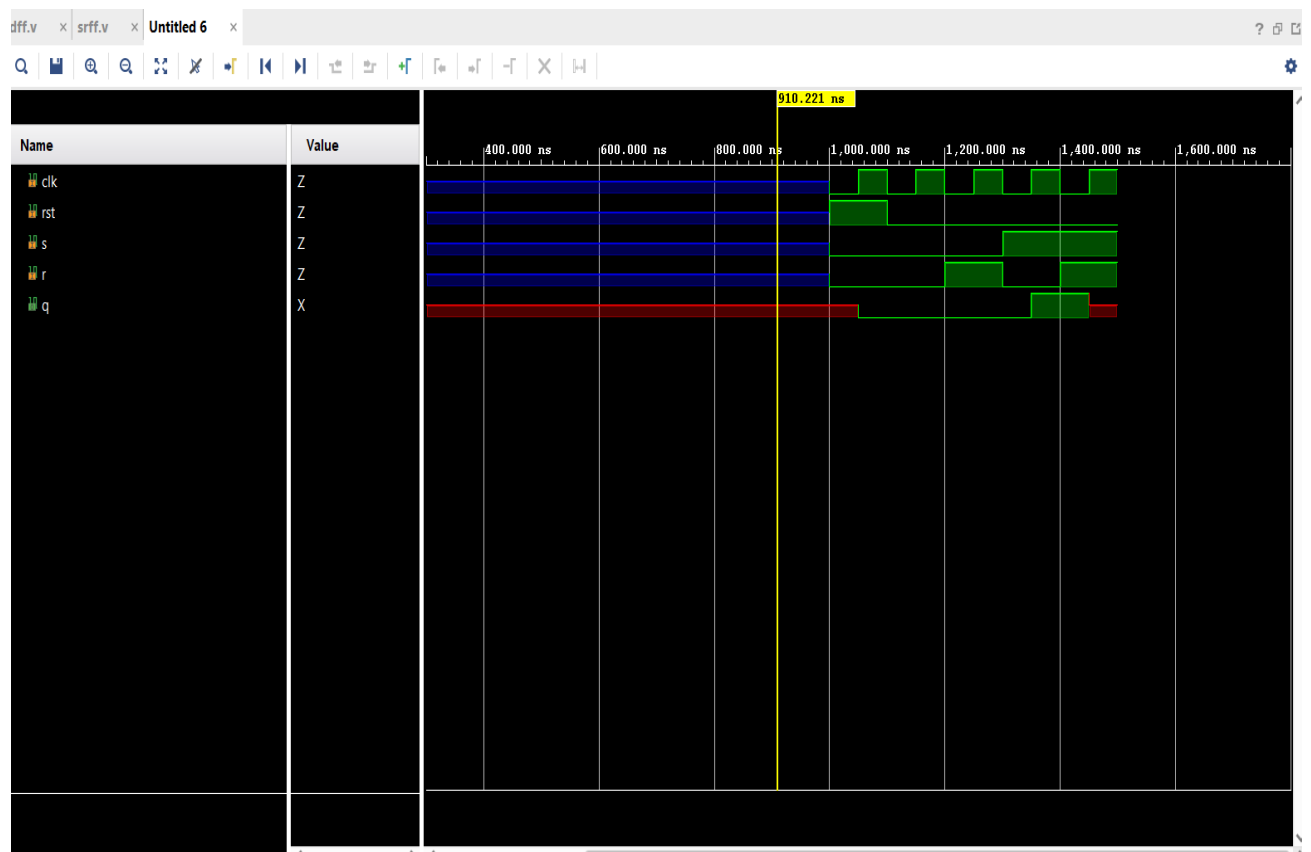 dff.v × srff.v × Untitled 6 × ?
910.221 ns
Name Value
400.000 ns 600.000 ns 800.000 ns 1,000.000 ns 1,200.000 ns 1,400.000 ns 1,600.000 ns
clk Z
rst Z
s Z
r Z
q X